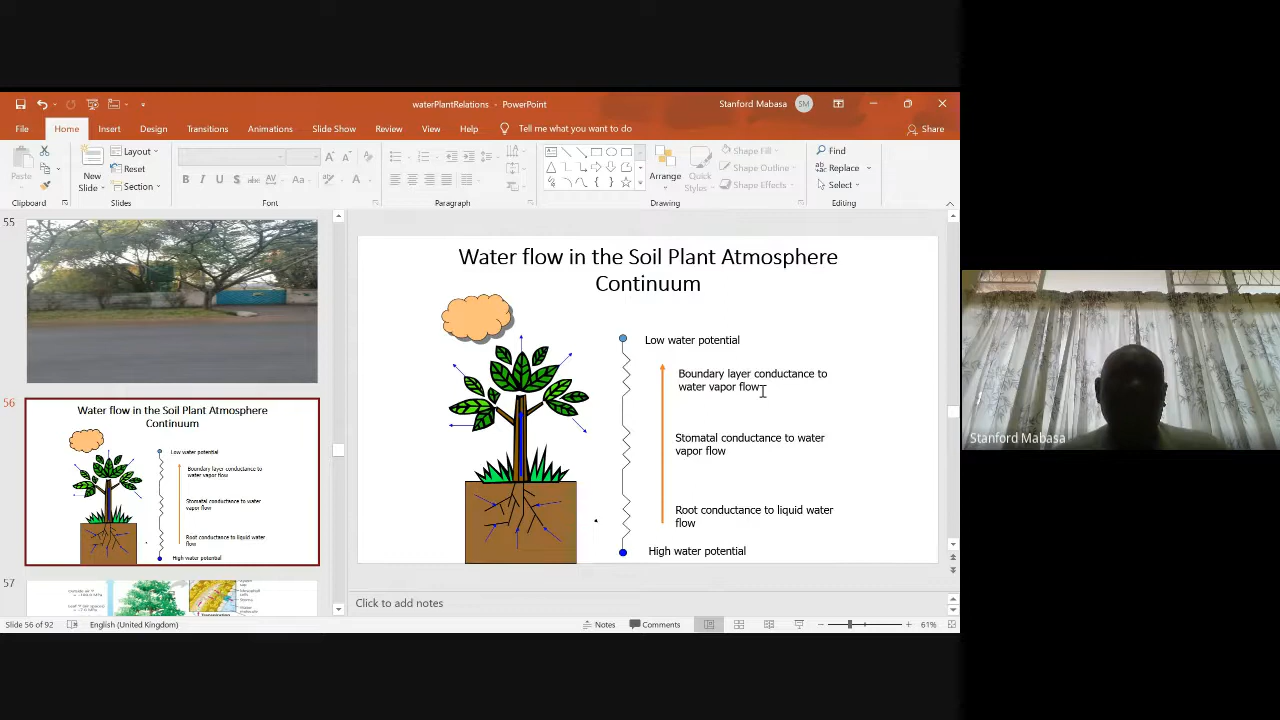 waterPlantRelations - PowerPoint
Stanford Mabasa SM
File Home Insert Design Transitions Animations Slide Show Review View Help Tell me what you want to do Share
Paste
New
Slide
Layout
Reset
Section
B I U S abc AV Aa A
Arrange
Quick
Styles
Shape Fill
Shape Outline
Shape Effects
Find
Replace
Select
Clipboard Slides Font Paragraph Drawing Editing
55
56
Water flow in the Soil Plant Atmosphere
Continuum
Low water potential
Boundary layer conductance to
water vapor flow
Stomatal conductance to water
vapor flow
Root conductance to liquid water
flow
High water potential
57
Water flow in the Soil Plant Atmosphere
Continuum
Low water potential
Boundary layer conductance to
water vapor flow
Stomatal conductance to water
vapor flow
Root conductance to liquid water
flow
High water potential
Click to add notes
Slide 56 of 92 English (United Kingdom) Notes Comments 61%
Stanford Mabasa